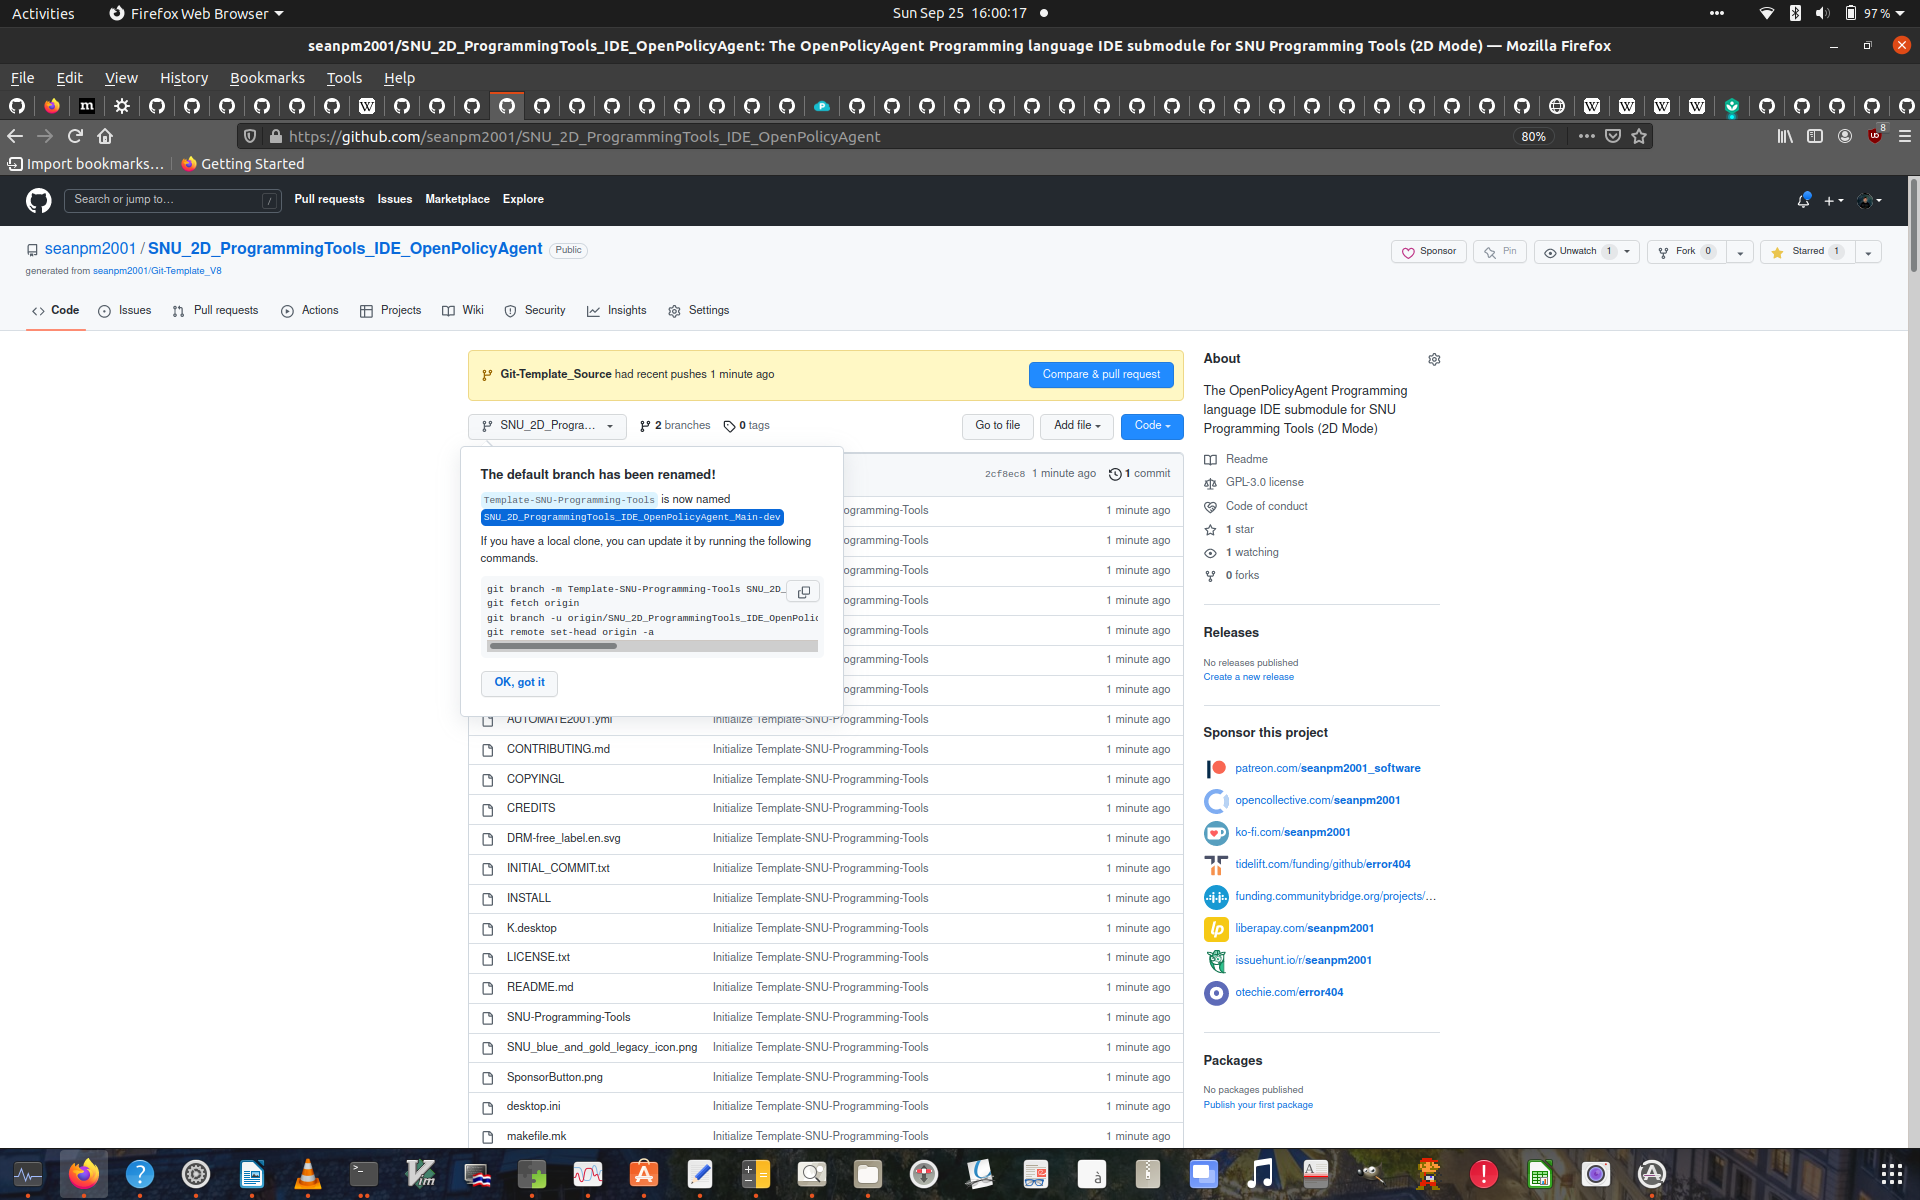 Activities
Firefox Web Browser
Sun Sep 25 16:00:17
97 %
seanpm2001/SNU_2D_ProgrammingTools_IDE_OpenPolicyAgent: The OpenPolicyAgent Programming language IDE submodule for SNU Programming Tools (2D Mode) — Mozilla Firefox
File Edit View History Bookmarks Tools Help
https://github.com/seanpm2001/SNU_2D_ProgrammingTools_IDE_OpenPolicyAgent
80%
8
Import bookmarks…
Getting Started
Search or jump to…
/
Pull requests Issues Marketplace Explore
seanpm2001 / SNU_2D_ProgrammingTools_IDE_OpenPolicyAgent
Public
generated from seanpm2001/Git-Template_V8
Sponsor
Pin
Unwatch 1
Fork 0
Starred 1
Code
Issues
Pull requests
Actions
Projects
Wiki
Security
Insights
Settings
Git-Template_Source had recent pushes 1 minute ago
Compare & pull request
SNU_2D_Progra…
2 branches
0 tags
Go to file
Add file
Code
The default branch has been renamed!
Template-SNU-Programming-Tools is now named
SNU_2D_ProgrammingTools_IDE_OpenPolicyAgent_Main-dev
If you have a local clone, you can update it by running the following
commands.
git branch -m Template-SNU-Programming-Tools SNU_2D_
git fetch origin
git branch -u origin/SNU_2D_ProgrammingTools_IDE_OpenPolic
git remote set-head origin -a
OK, got it
2cf8ec8 1 minute ago
1 commit
ogramming-Tools 1 minute ago
ogramming-Tools 1 minute ago
ogramming-Tools 1 minute ago
ogramming-Tools 1 minute ago
ogramming-Tools 1 minute ago
ogramming-Tools 1 minute ago
ogramming-Tools 1 minute ago
AUTOMATE2001.yml Initialize Template-SNU-Programming-Tools 1 minute ago
CONTRIBUTING.md Initialize Template-SNU-Programming-Tools 1 minute ago
COPYINGL Initialize Template-SNU-Programming-Tools 1 minute ago
CREDITS Initialize Template-SNU-Programming-Tools 1 minute ago
DRM-free_label.en.svg Initialize Template-SNU-Programming-Tools 1 minute ago
INITIAL_COMMIT.txt Initialize Template-SNU-Programming-Tools 1 minute ago
INSTALL Initialize Template-SNU-Programming-Tools 1 minute ago
K.desktop Initialize Template-SNU-Programming-Tools 1 minute ago
LICENSE.txt Initialize Template-SNU-Programming-Tools 1 minute ago
README.md Initialize Template-SNU-Programming-Tools 1 minute ago
SNU-Programming-Tools Initialize Template-SNU-Programming-Tools 1 minute ago
SNU_blue_and_gold_legacy_icon.png Initialize Template-SNU-Programming-Tools 1 minute ago
SponsorButton.png Initialize Template-SNU-Programming-Tools 1 minute ago
desktop.ini Initialize Template-SNU-Programming-Tools 1 minute ago
makefile.mk Initialize Template-SNU-Programming-Tools 1 minute ago
About
The OpenPolicyAgent Programming
language IDE submodule for SNU
Programming Tools (2D Mode)
Readme
GPL-3.0 license
Code of conduct
1 star
1 watching
0 forks
Releases
No releases published
Create a new release
Sponsor this project
patreon.com/seanpm2001_software
opencollective.com/seanpm2001
ko-fi.com/seanpm2001
tidelift.com/funding/github/error404
funding.communitybridge.org/projects/…
liberapay.com/seanpm2001
issuehunt.io/r/seanpm2001
otechie.com/error404
Packages
No packages published
Publish your first package